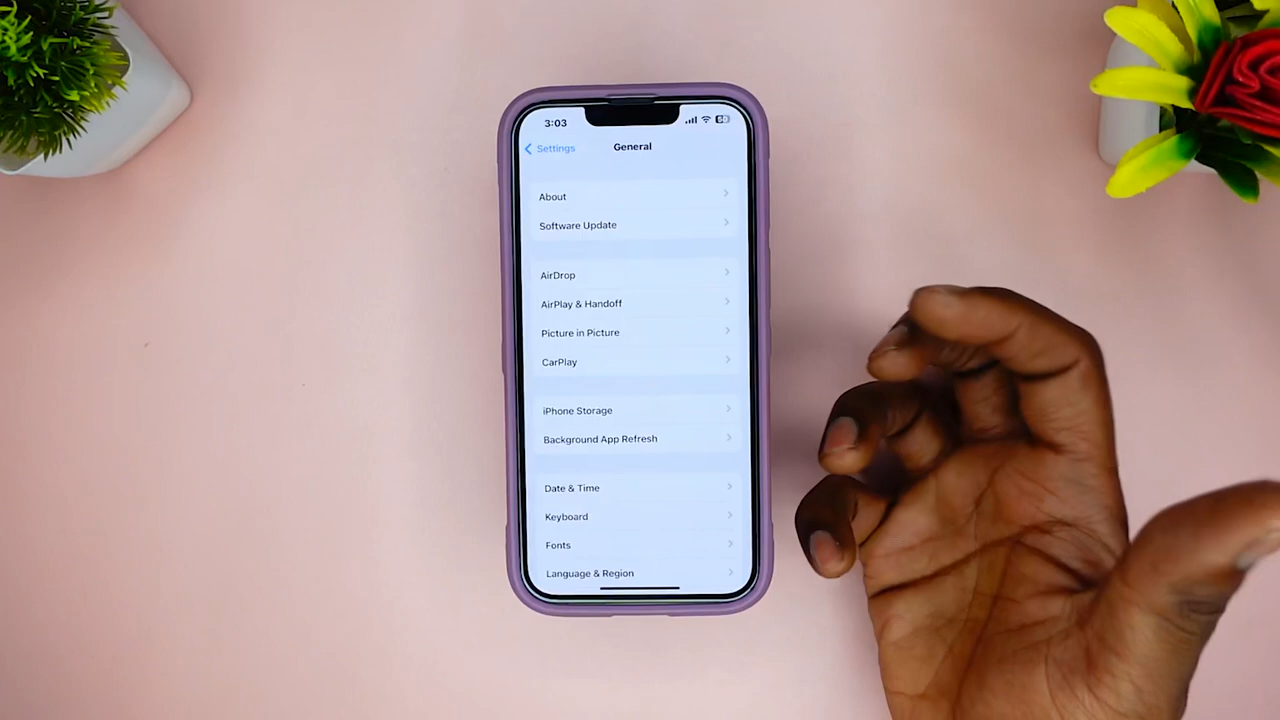 3:03
Settings
General
About
Software Update
AirDrop
AirPlay & Handoff
Picture in Picture
CarPlay
iPhone Storage
Background App Refresh
Date & Time
Keyboard
Fonts
Language & Region